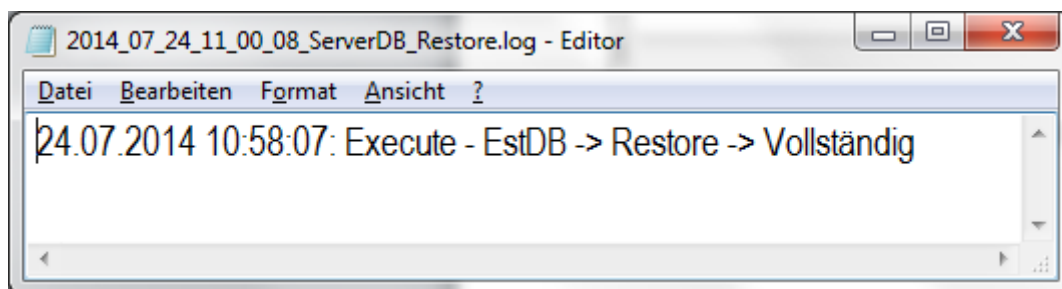 2014_07_24_11_00_08_ServerDB_Restore.log - Editor
Datei Bearbeiten Format Ansicht ?
24.07.2014 10:58:07: Execute - EstDB -> Restore -> Vollständig